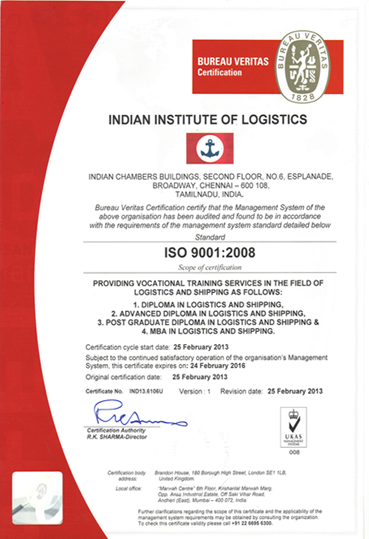 BUREAU VERITAS
Certification
BUREAU VERITAS
1828
INDIAN INSTITUTE OF LOGISTICS
INDIAN CHAMBERS BUILDINGS, SECOND FLOOR, NO.6, ESPLANADE,
BROADWAY, CHENNAI – 600 108,
TAMILNADU, INDIA.
Bureau Veritas Certification certify that the Management System of the
above organisation has been audited and found to be in accordance
with the requirements of the management system standard detailed below
Standard
ISO 9001:2008
Scope of certification
PROVIDING VOCATIONAL TRAINING SERVICES IN THE FIELD OF
LOGISTICS AND SHIPPING AS FOLLOWS:
1. DIPLOMA IN LOGISTICS AND SHIPPING,
2. ADVANCED DIPLOMA IN LOGISTICS AND SHIPPING,
3. POST GRADUATE DIPLOMA IN LOGISTICS AND SHIPPING &
4. MBA IN LOGISTICS AND SHIPPING.
Certification cycle start date: 25 February 2013
Subject to the continued satisfactory operation of the organisation's Management
System, this certificate expires on: 24 February 2016
Original certification date: 25 February 2013
Certificate No. IND13.6106U Version : 1 Revision date: 25 February 2013
Certification Authority
R.K. SHARMA-Director
UKAS
MANAGEMENT
SYSTEMS
008
Certification body address: Brandon House, 180 Borough High Street, London SE1 1LB,
United Kingdom.
Local office: "Marwah Centre" 6th Floor, Krishanlal Marwah Marg
Opp. Ansa Industrial Estate, Off Saki Vihar Road,
Andheri (East), Mumbai – 400 072, India
Further clarifications regarding the scope of this certificate and the applicability of the
management system requirements may be obtained by consulting the organization.
To check this certificate validity please call +91 22 6695 6300.